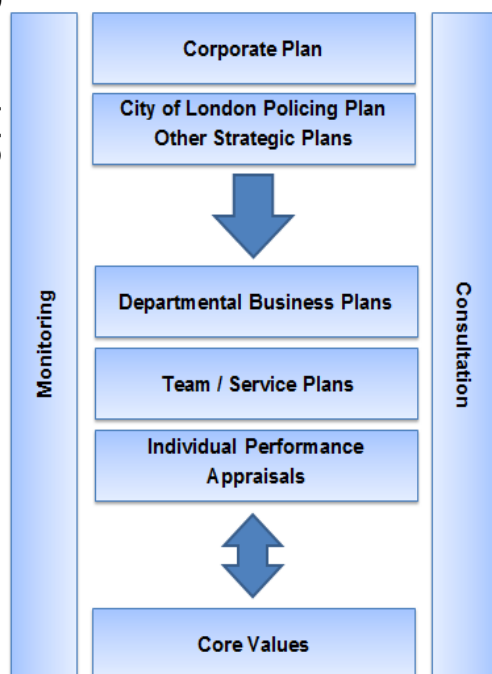 Corporate Plan
City of London Policing Plan
Other Strategic Plans
Departmental Business Plans
Team / Service Plans
Individual Performance
Appraisals
Core Values
Monitoring
Consultation